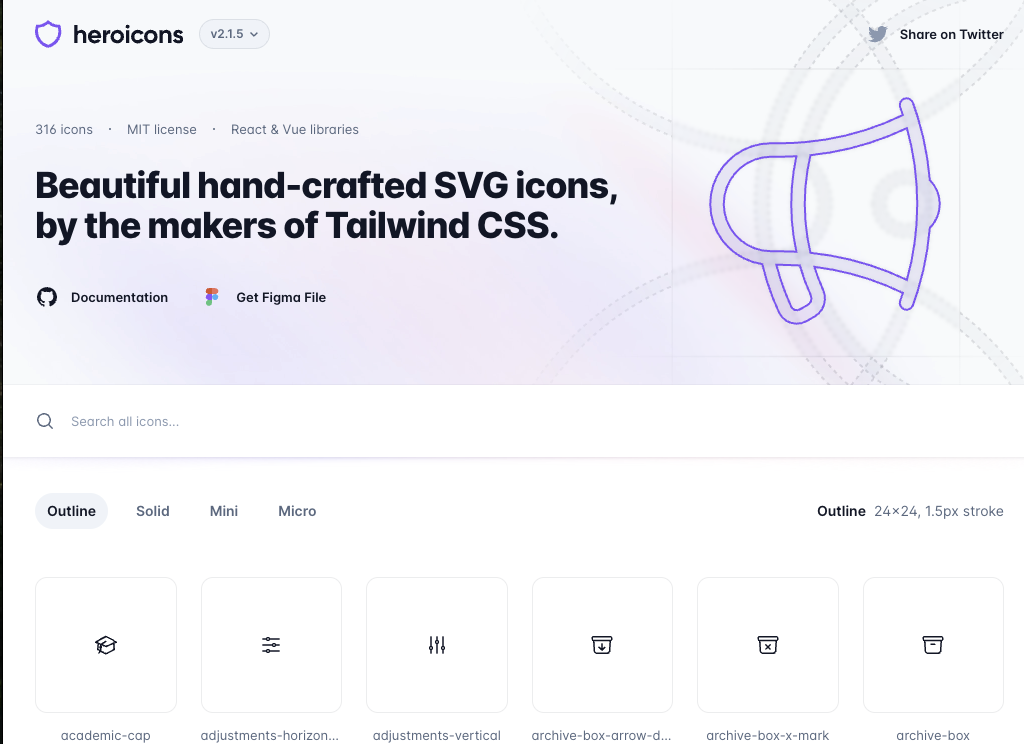 heroicons
v2.1.5
Share on Twitter
316 icons · MIT license · React & Vue libraries
Beautiful hand-crafted SVG icons,
by the makers of Tailwind CSS.
Documentation
Get Figma File
Search all icons...
Outline
Solid
Mini
Micro
Outline 24×24, 1.5px stroke
academic-cap
adjustments-horizon...
adjustments-vertical
archive-box-arrow-d...
archive-box-x-mark
archive-box